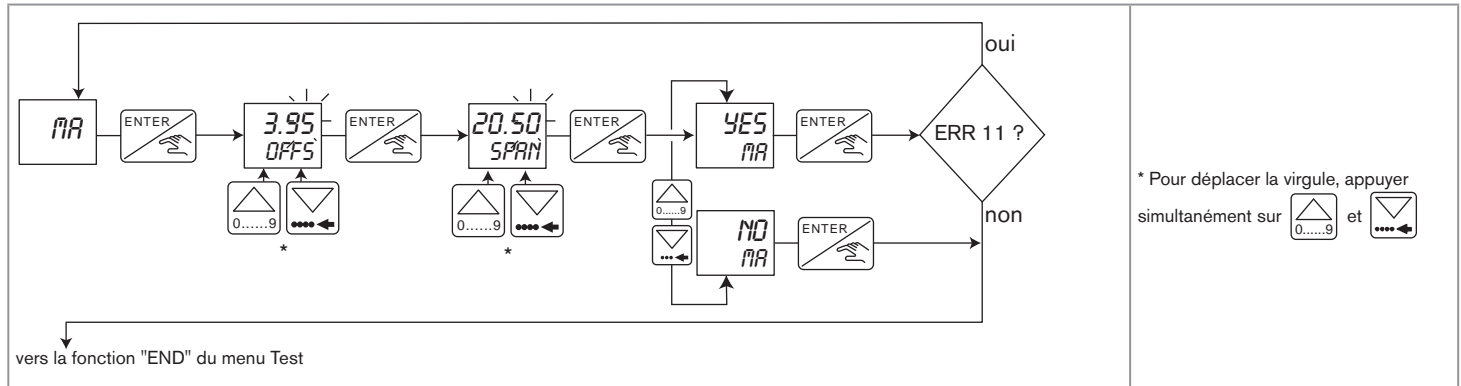 oui
MA
ENTER
3.95
OFFS
ENTER
20.50
SPAN
ENTER
YES
MA
ENTER
ERR 11 ?
0......9
0......9
*
*
0......9
NO
MA
ENTER
non
vers la fonction "END" du menu Test
* Pour déplacer la virgule, appuyer
simultanément sur 0......9 et